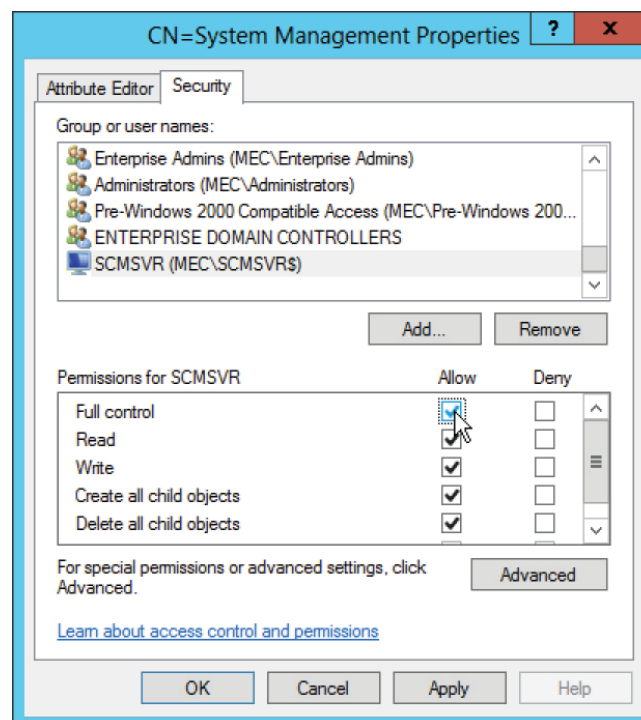 CN=System Management Properties
?
x
Attribute Editor
Security
Group or user names:
Enterprise Admins (MEC\Enterprise Admins)
Administrators (MEC\Administrators)
Pre-Windows 2000 Compatible Access (MEC\Pre-Windows 200...
ENTERPRISE DOMAIN CONTROLLERS
SCMSVR (MEC\SCMSVR$)
Add...
Remove
Permissions for SCMSVR
Allow
Deny
Full control
Read
Write
Create all child objects
Delete all child objects
For special permissions or advanced settings, click
Advanced.
Advanced
Learn about access control and permissions
OK
Cancel
Apply
Help